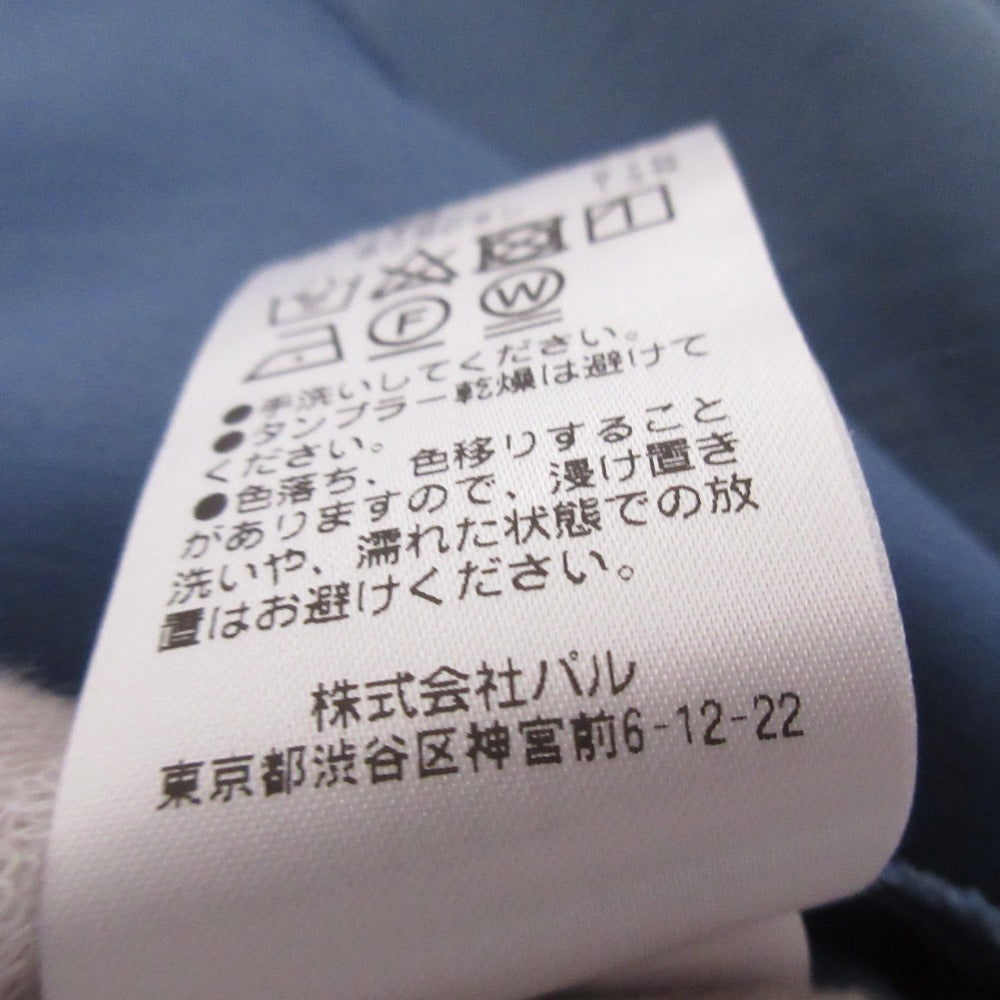 F W
●手洗いしてください。
●タンブラー乾燥は避けて
ください。
●色落ち、色移りすること
がありますので、浸け置き
洗いや、濡れた状態での放
置はお避けください。
株式会社パル
東京都渋谷区神宮前6-12-22